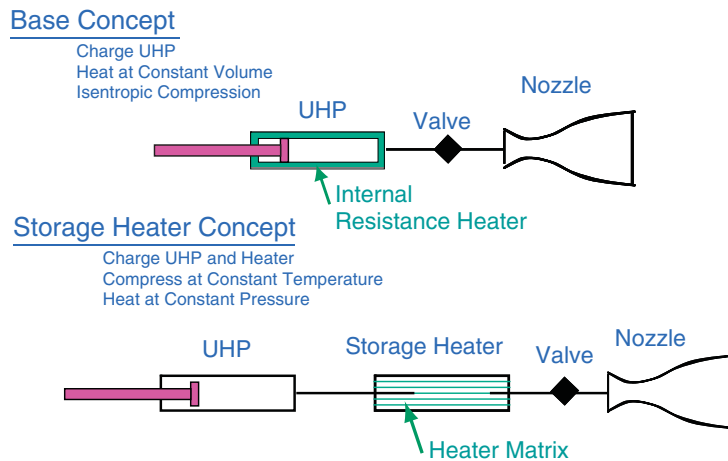 Base Concept
Charge UHP
Heat at Constant Volume
Isentropic Compression
UHP
Valve
Nozzle
Internal
Resistance Heater
Storage Heater Concept
Charge UHP and Heater
Compress at Constant Temperature
Heat at Constant Pressure
UHP
Storage Heater
Valve
Nozzle
Heater Matrix